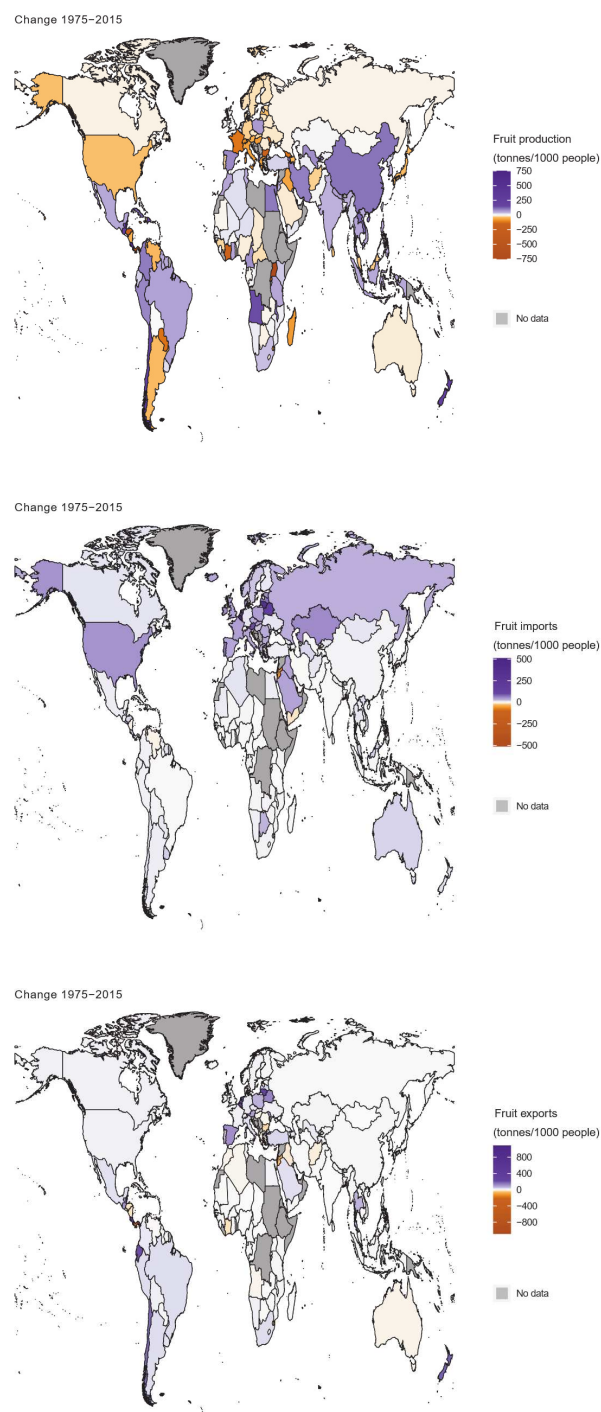 Change 1975−2015
Fruit production
(tonnes/1000 people)
750
500
250
0
−250
−500
−750
No data
Change 1975−2015
Fruit imports
(tonnes/1000 people)
500
250
0
−250
−500
No data
Change 1975−2015
Fruit exports
(tonnes/1000 people)
800
400
0
−400
−800
No data